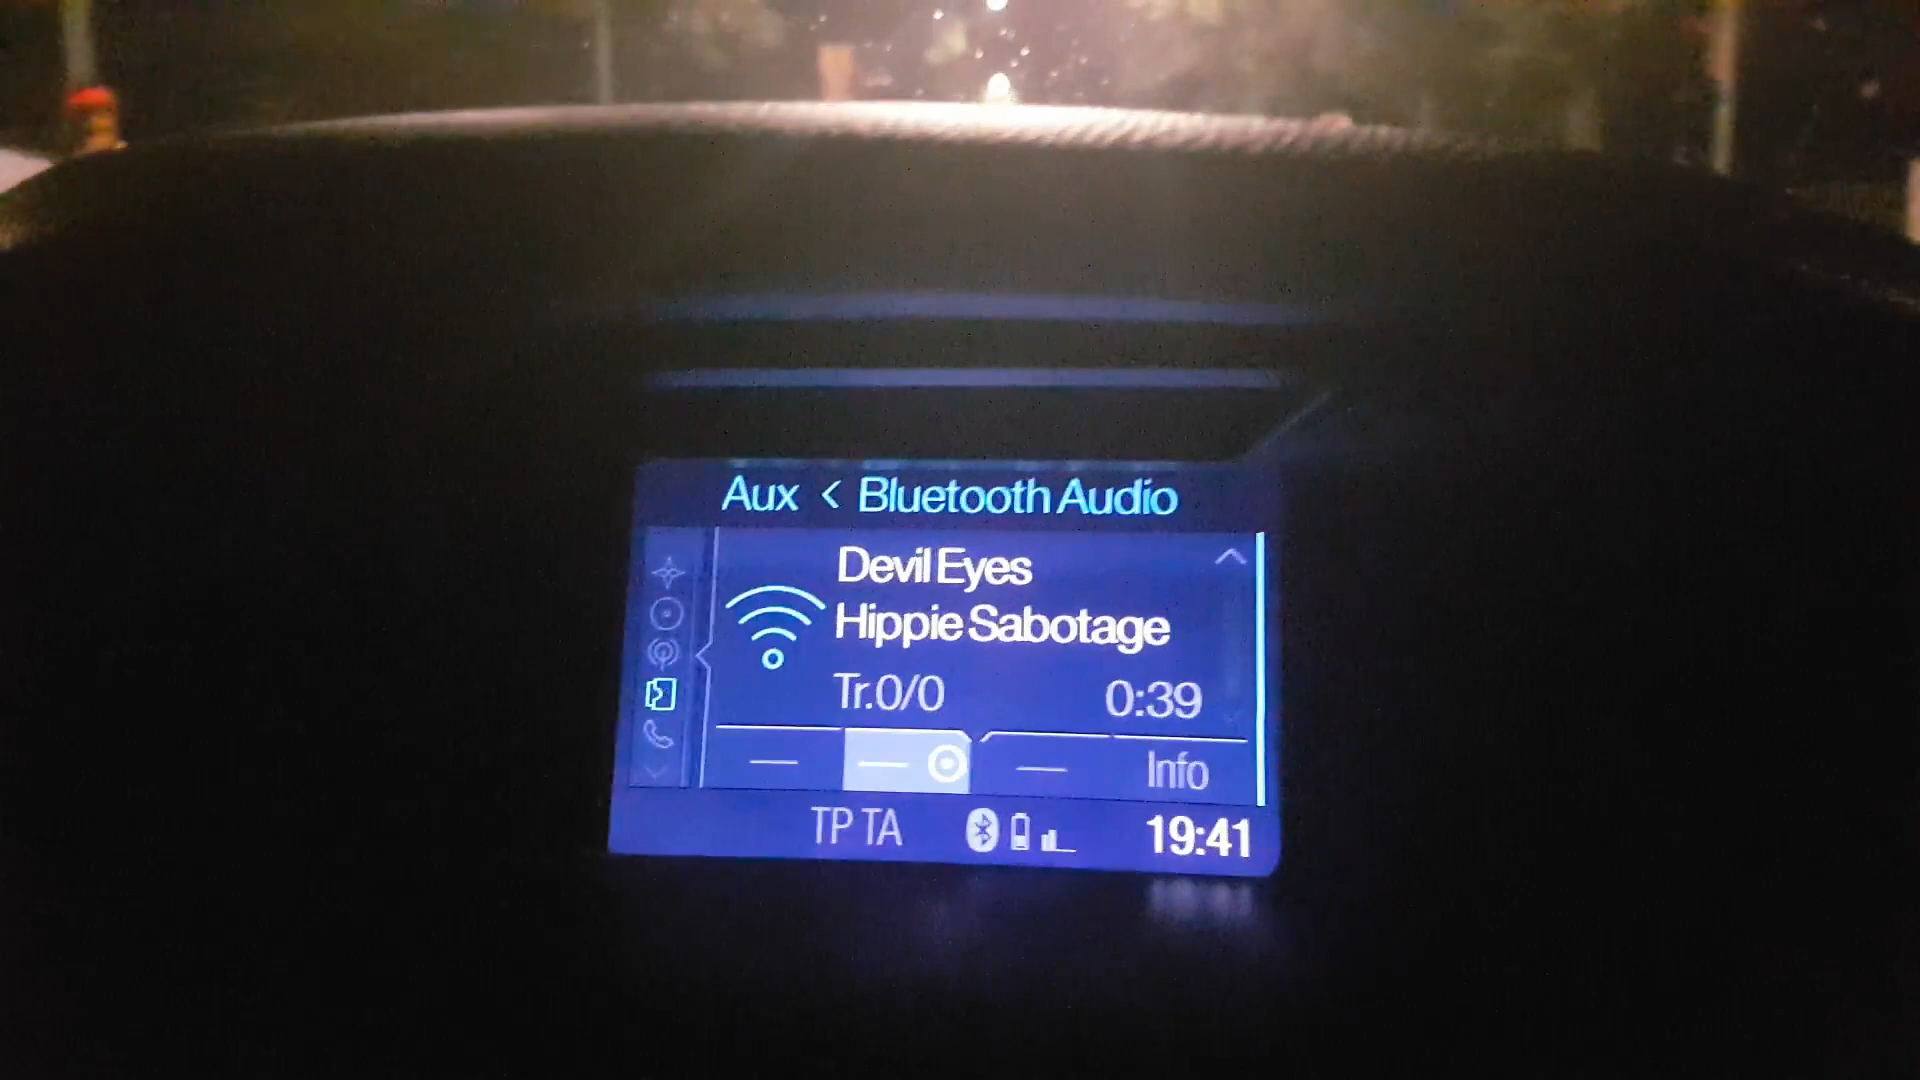 Aux < Bluetooth Audio
Devil Eyes
Hippie Sabotage
Tr.0/0 0:39
Info
TP TA 19:41